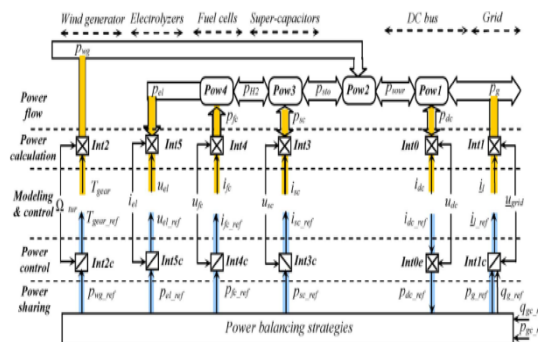 Wind generator Electrolyzers Fuel cells Super-capacitors DC bus Grid
p_wg
p_el Pow4 p_H2 Pow3 p_sto Pow2 p_sour Pow1 p_g
Power flow p_fc p_sc p_dc
Power calculation Int2 Int5 Int4 Int3 Int0 Int1
T_gear u_el i_fc i_sc i_dc i_l
Modeling & control Ω_tur i_el u_fc u_sc u_dc u_grid
T_gear_ref u_el_ref i_fc_ref i_sc_ref i_dc_ref i_l_ref
Power control Int2c Int5c Int4c Int3c Int0c Int1c
Power sharing p_wg_ref p_el_ref p_fc_ref p_sc_ref p_dc_ref p_g_ref q_g_ref
Power balancing strategies